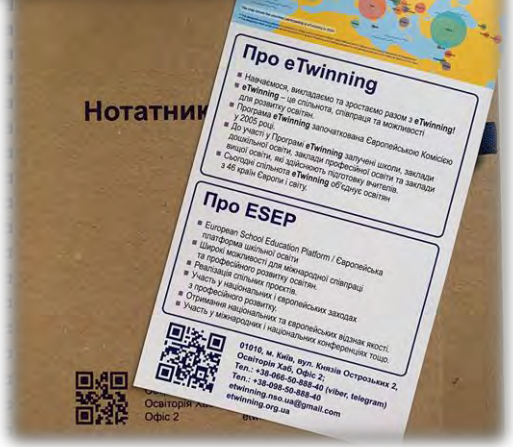 Нотатник
Про eTwinning
Навчаємося, викладаємо та зростаємо разом з eTwinning!
eTwinning – це спільнота, співпраця та можливості
для розвитку освітян.
Програма eTwinning започаткована Європейською Комісією
у 2005 році.
До участі у Програмі eTwinning залучені школи, заклади
дошкільної освіти, заклади професійної освіти та заклади
вищої освіти, які здійснюють підготовку вчителів.
Сьогодні спільнота eTwinning об'єднує освітян
з 46 країн Європи і світу.
Про ESEP
European School Education Platform / Європейська
платформа шкільної освіти
Широкі можливості для міжнародної співпраці
та професійного розвитку освітян.
Реалізація спільних проєктів.
Участь у національних і європейських заходах
з професійного розвитку.
Отримання національних та європейських відзнак якості.
Участь у міжнародних і національних конференціях тощо.
01010, м. Київ, вул. Князів Острозьких 2,
Освіторія Хаб, Офіс 2;
Тел.: +38-066-50-888-40 (viber, telegram)
Тел.: +38-098-50-888-40
etwinning.nso.ua@gmail.com
etwinning.org.ua
Освіторія Хаб
Офіс 2